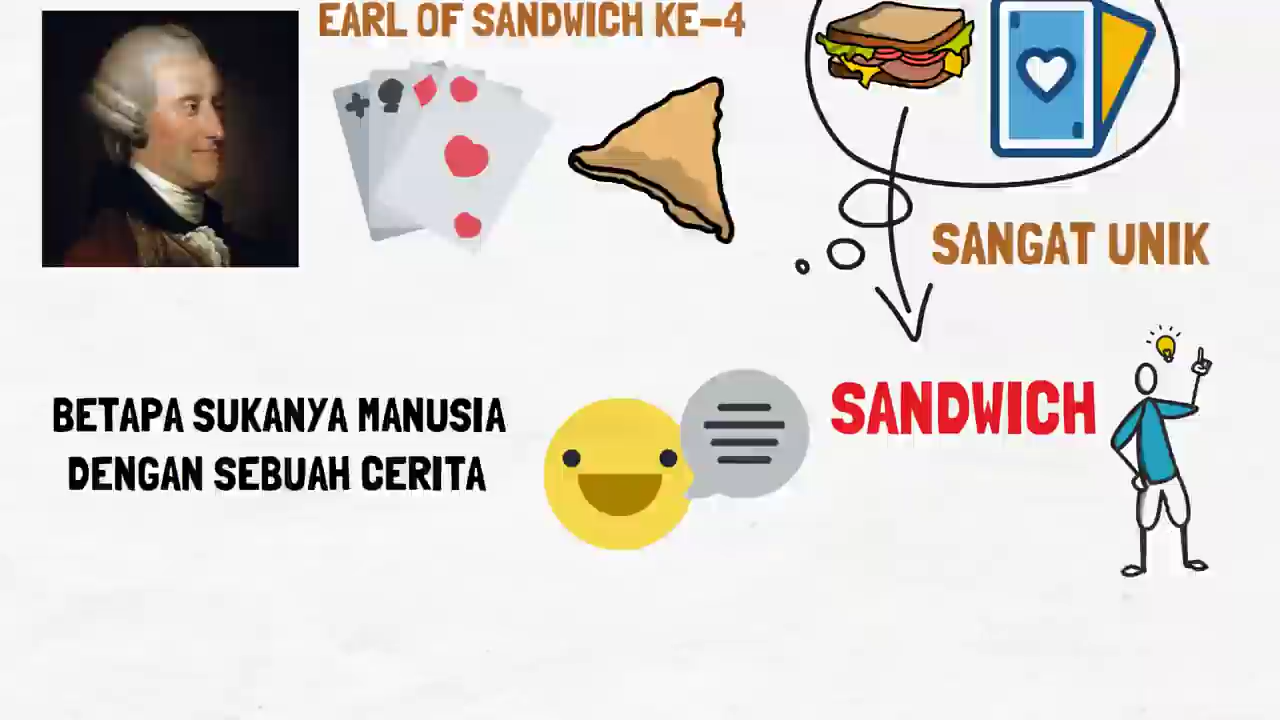 EARL OF SANDWICH KE-4
SANGAT UNIK
BETAPA SUKANYA MANUSIA
DENGAN SEBUAH CERITA
SANDWICH